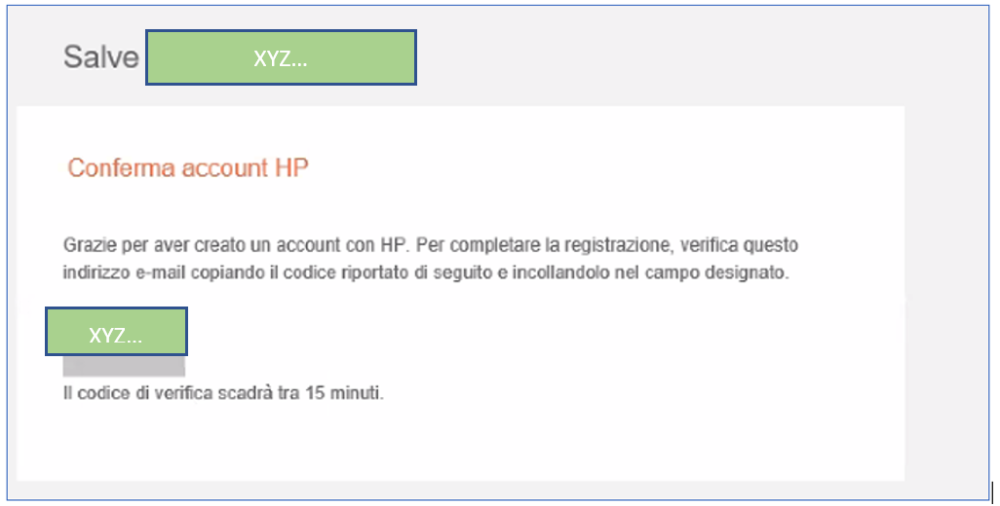 Salve XYZ...
Conferma account HP
Grazie per aver creato un account con HP. Per completare la registrazione, verifica questo
indirizzo e-mail copiando il codice riportato di seguito e incollandolo nel campo designato.
XYZ...
Il codice di verifica scadrà tra 15 minuti.